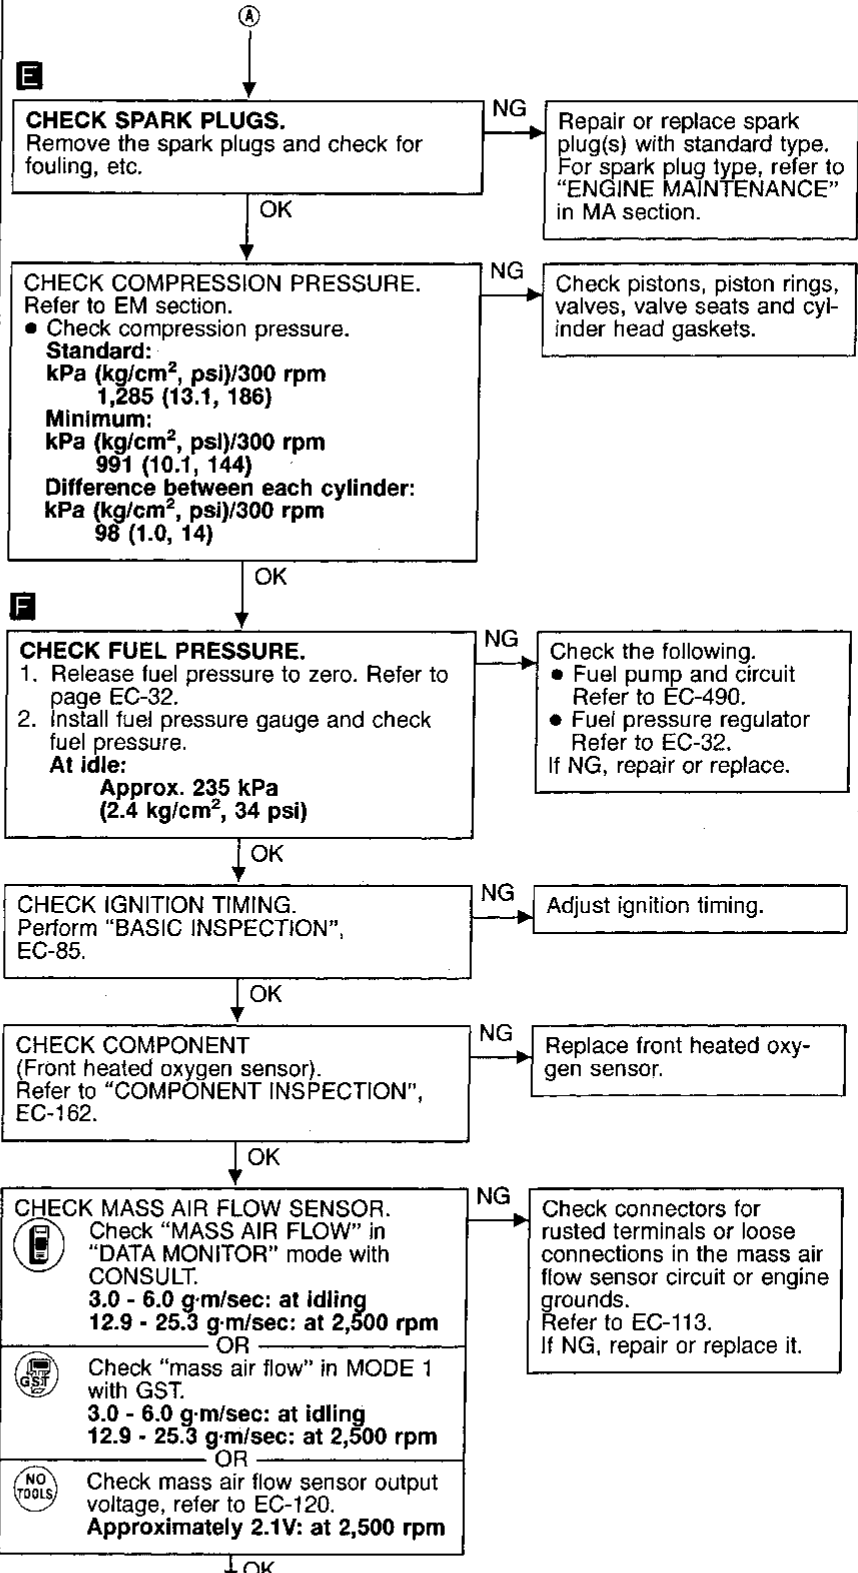 A
E
CHECK SPARK PLUGS.
Remove the spark plugs and check for
fouling, etc.
NG
Repair or replace spark
plug(s) with standard type.
For spark plug type, refer to
“ENGINE MAINTENANCE”
in MA section.
OK
CHECK COMPRESSION PRESSURE.
Refer to EM section.
● Check compression pressure.
Standard:
kPa (kg/cm², psi)/300 rpm
1,285 (13.1, 186)
Minimum:
kPa (kg/cm², psi)/300 rpm
991 (10.1, 144)
Difference between each cylinder:
kPa (kg/cm², psi)/300 rpm
98 (1.0, 14)
NG
Check pistons, piston rings,
valves, valve seats and cyl-
inder head gaskets.
OK
F
CHECK FUEL PRESSURE.
1. Release fuel pressure to zero. Refer to
page EC-32.
2. Install fuel pressure gauge and check
fuel pressure.
At idle:
Approx. 235 kPa
(2.4 kg/cm², 34 psi)
NG
Check the following.
● Fuel pump and circuit
Refer to EC-490.
● Fuel pressure regulator
Refer to EC-32.
If NG, repair or replace.
OK
CHECK IGNITION TIMING.
Perform “BASIC INSPECTION”,
EC-85.
NG
Adjust ignition timing.
OK
CHECK COMPONENT
(Front heated oxygen sensor).
Refer to “COMPONENT INSPECTION”,
EC-162.
NG
Replace front heated oxy-
gen sensor.
OK
CHECK MASS AIR FLOW SENSOR.
Check “MASS AIR FLOW” in
“DATA MONITOR” mode with
CONSULT.
3.0 - 6.0 g·m/sec: at idling
12.9 - 25.3 g·m/sec: at 2,500 rpm
OR
GST
Check “mass air flow” in MODE 1
with GST.
3.0 - 6.0 g·m/sec: at idling
12.9 - 25.3 g·m/sec: at 2,500 rpm
OR
NO
TOOLS
Check mass air flow sensor output
voltage, refer to EC-120.
Approximately 2.1V: at 2,500 rpm
NG
Check connectors for
rusted terminals or loose
connections in the mass air
flow sensor circuit or engine
grounds.
Refer to EC-113.
If NG, repair or replace it.
OK